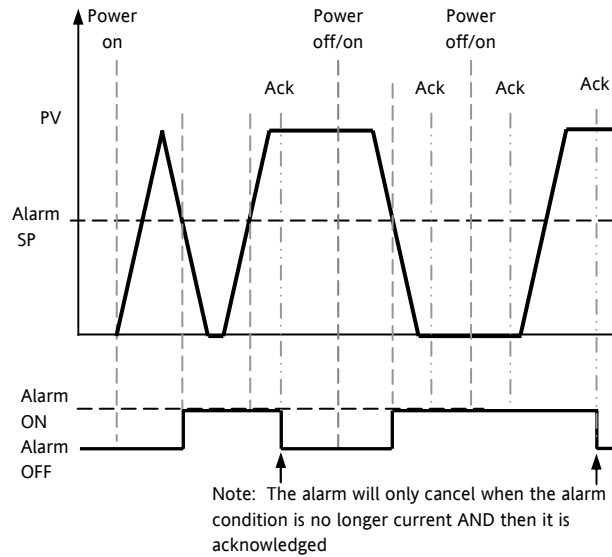 Power
on
Power
off/on
Power
off/on
Ack
Ack
Ack
Ack
PV
Alarm
SP
Alarm
ON
Alarm
OFF
Note: The alarm will only cancel when the alarm
condition is no longer current AND then it is
acknowledged